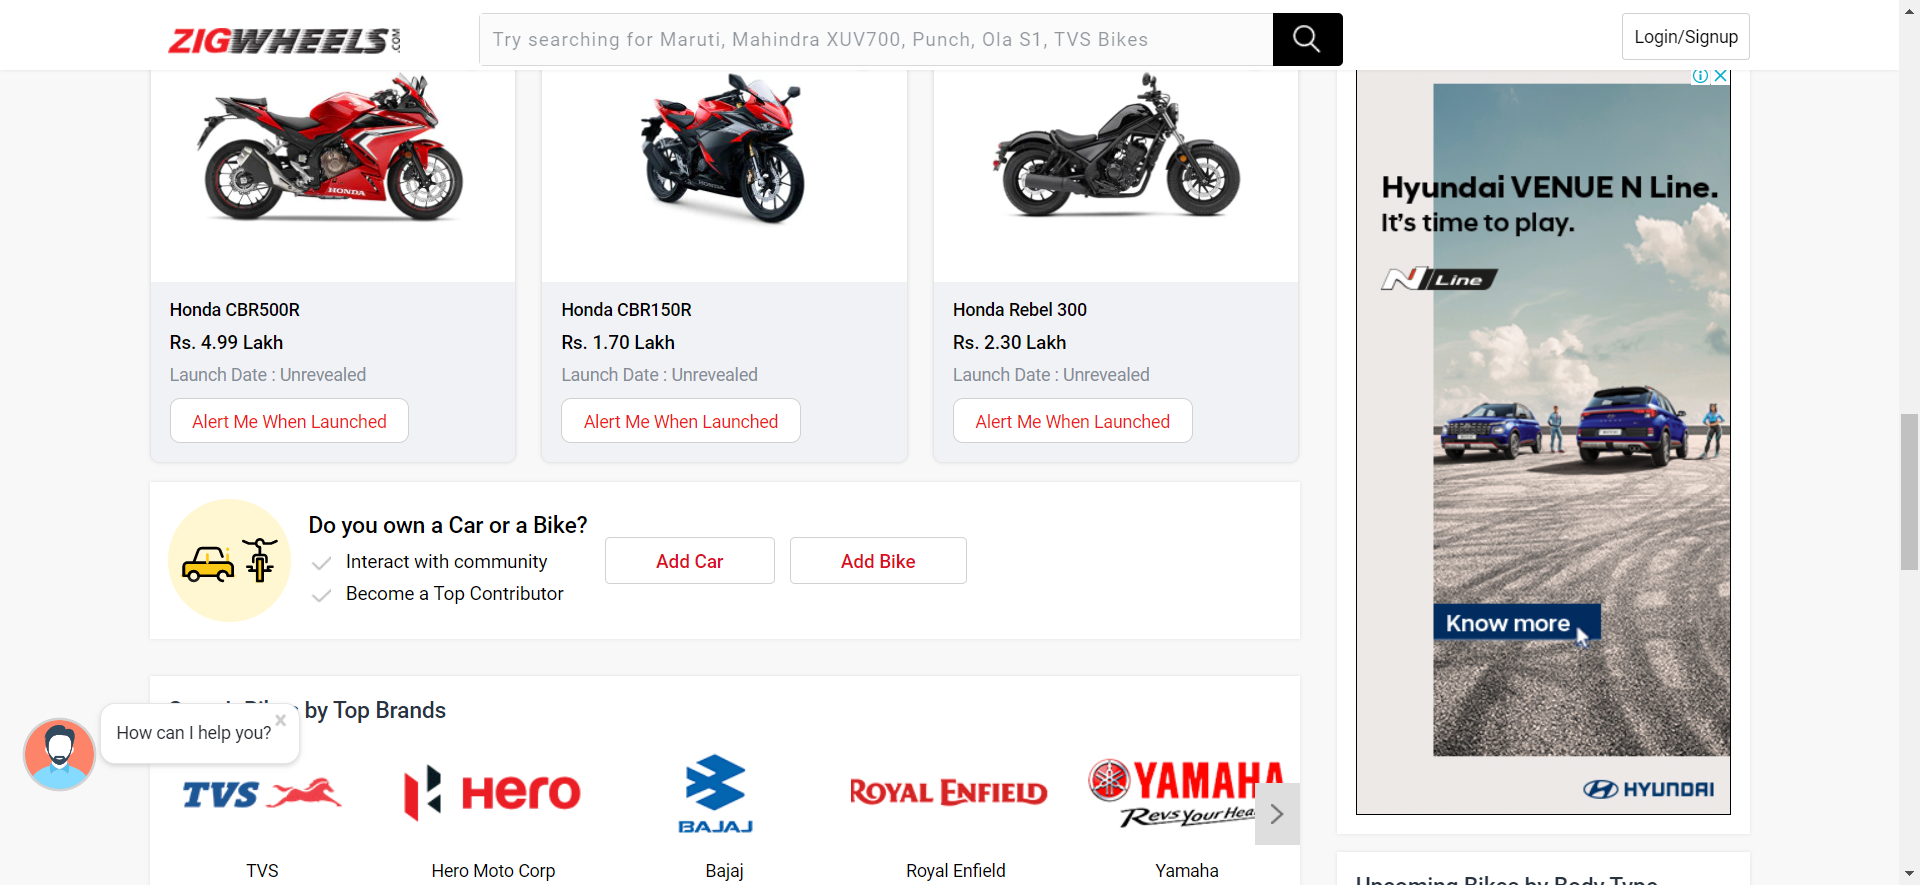 ZIGWHEELS.COM
Try searching for Maruti, Mahindra XUV700, Punch, Ola S1, TVS Bikes
Login/Signup
HONDA
HONDA
Honda CBR500R
Rs. 4.99 Lakh
Launch Date : Unrevealed
Alert Me When Launched
Honda CBR150R
Rs. 1.70 Lakh
Launch Date : Unrevealed
Alert Me When Launched
Honda Rebel 300
Rs. 2.30 Lakh
Launch Date : Unrevealed
Alert Me When Launched
Do you own a Car or a Bike?
Interact with community
Become a Top Contributor
Add Car
Add Bike
by Top Brands
How can I help you?
TVS
Hero
BAJAJ
ROYAL ENFIELD
YAMAHA
Revs Your Hea
TVS
Hero Moto Corp
Bajaj
Royal Enfield
Yamaha
Hyundai VENUE N Line.
It's time to play.
N Line
Know more
HYUNDAI
Upcoming Bikes by Body Type